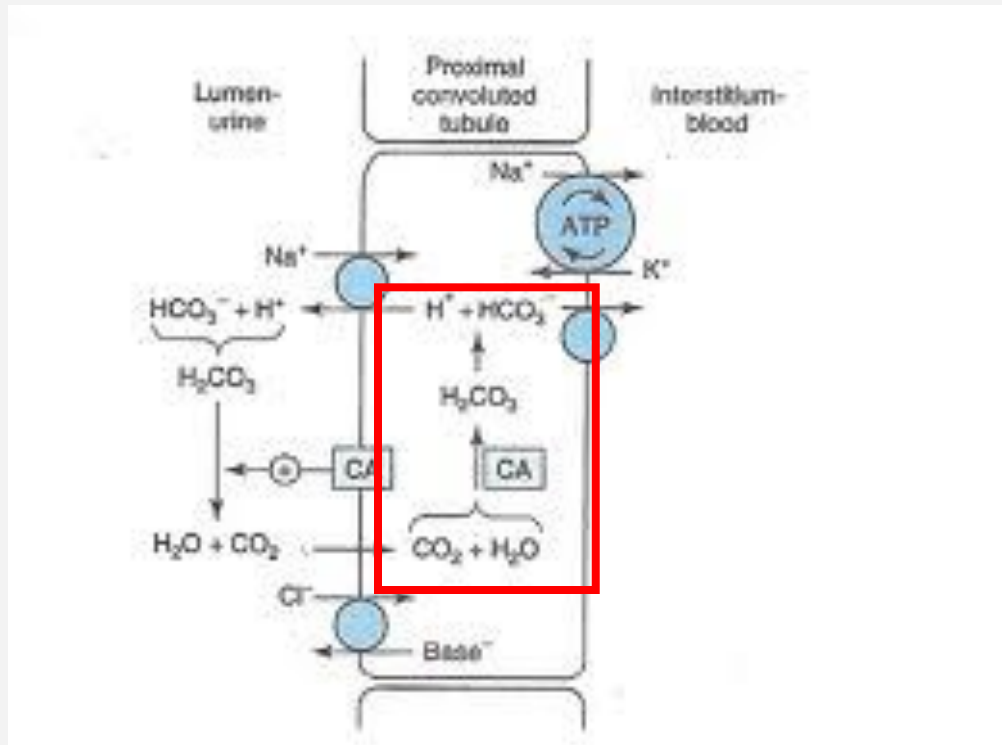 Lumen-
urine
Proximal
convoluted
tubule
Interstitium-
blood
Na⁺
ATP
K⁺
Na⁺
HCO₃⁻ + H⁺
H⁺ + HCO₃⁻
H₂CO₃
H₂CO₃
+
CA
CA
H₂O + CO₂
CO₂ + H₂O
Cl⁻
Base⁻